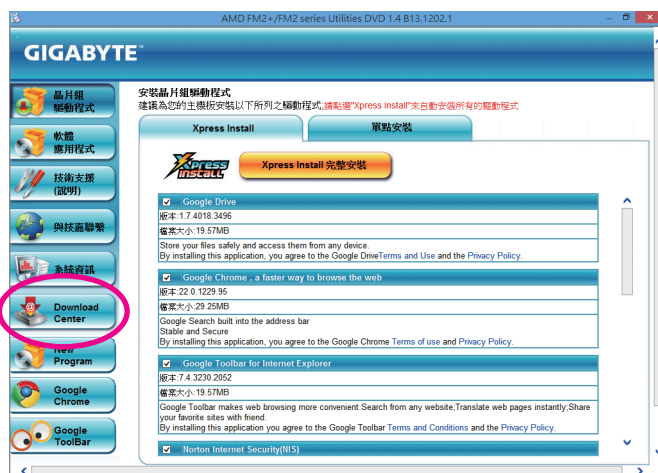 AMD FM2+/FM2 series Utilities DVD 1.4 B13.1202.1
GIGABYTE™
晶片組
驅動程式
軟體
應用程式
技術支援
(說明)
與技嘉聯繫
系統資訊
Download
Center
New
Program
Google
Chrome
Google
ToolBar
安裝晶片組驅動程式
建議為您的主機板安裝以下所列之驅動程式;請點選"Xpress Install"來自動安裝所有的驅動程式
Xpress Install
單點安裝
Xpress
INSTALL
Xpress Install 完整安裝
Google Drive
版本:1.7.4018.3496
檔案大小:19.57MB
Store your files safely and access them from any device.
By installing this application, you agree to the Google DriveTerms and Use and the Privacy Policy.
Google Chrome , a faster way to browse the web
版本:22.0.1229.95
檔案大小:29.25MB
Google Search built into the address bar
Stable and Secure
By installing this application, you agree to the Google Chrome Terms of use and Privacy Policy.
Google Toolbar for Internet Explorer
版本:7.4.3230.2052
檔案大小:19.57MB
Google Toolbar makes web browsing more convenient:Search from any website;Translate web pages instantly;Share
your favorite sites with friend.
By installing this application you agree to the Google Toolbar Terms and Conditions and the Privacy Policy.
Norton Internet Security(NIS)